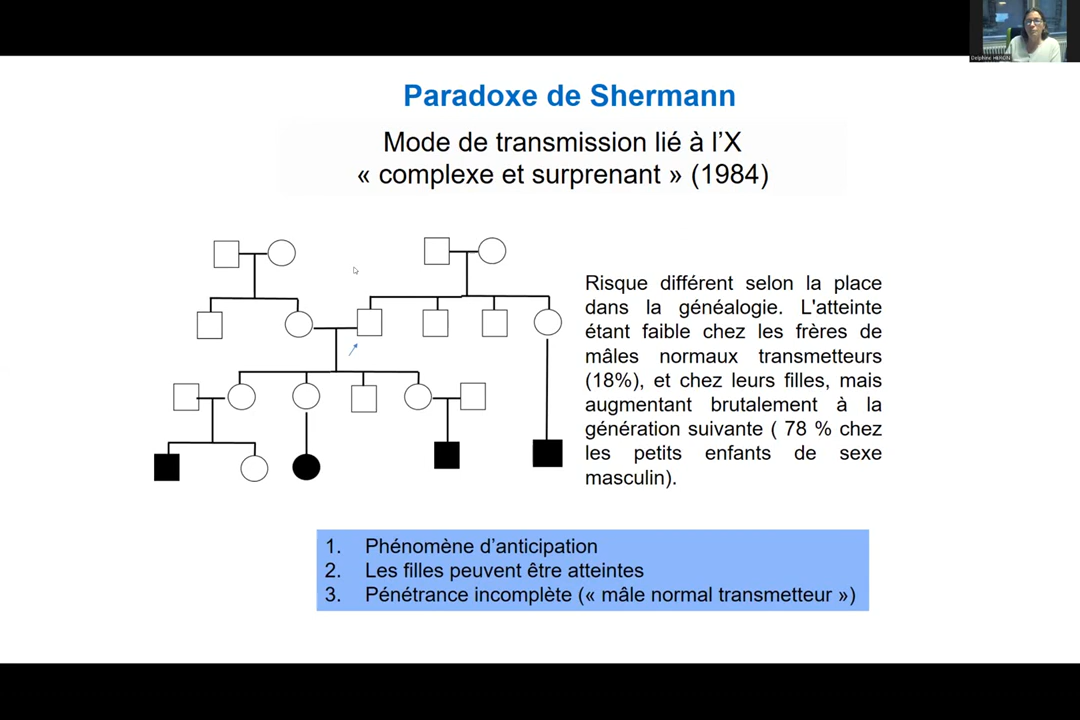 Delphine HERON
Paradoxe de Shermann
Mode de transmission lié à l'X
« complexe et surprenant » (1984)
Risque différent selon la place
dans la généalogie. L'atteinte
étant faible chez les frères de
mâles normaux transmetteurs
(18%), et chez leurs filles, mais
augmentant brutalement à la
génération suivante ( 78 % chez
les petits enfants de sexe
masculin).
1. Phénomène d'anticipation
2. Les filles peuvent être atteintes
3. Pénétrance incomplète (« mâle normal transmetteur »)